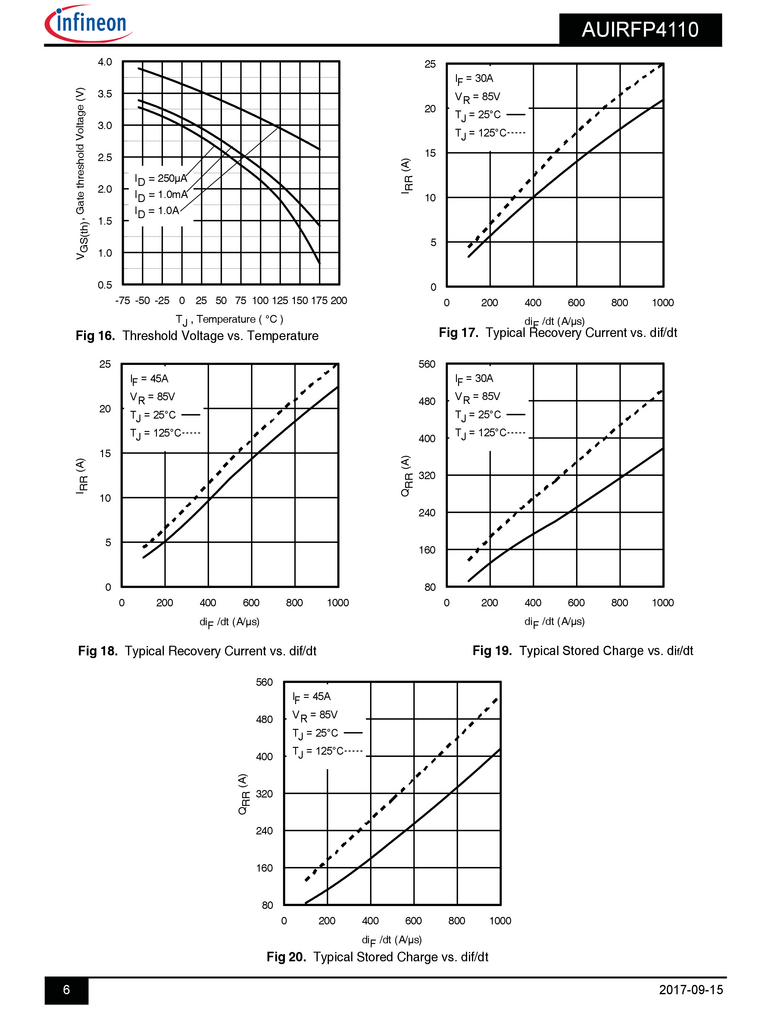 infineon
AUIRFP4110
4.0
3.5
3.0
2.5
2.0
1.5
1.0
0.5
VGS(th), Gate threshold Voltage (V)
ID = 250µA
ID = 1.0mA
ID = 1.0A
-75 -50 -25 0 25 50 75 100 125 150 175 200
TJ , Temperature ( °C )
Fig 16. Threshold Voltage vs. Temperature
25
20
15
10
5
0
IRR (A)
IF = 30A
VR = 85V
TJ = 25°C
TJ = 125°C
0 200 400 600 800 1000
diF /dt (A/µs)
Fig 17. Typical Recovery Current vs. dif/dt
25
20
15
10
5
0
IRR (A)
IF = 45A
VR = 85V
TJ = 25°C
TJ = 125°C
0 200 400 600 800 1000
diF /dt (A/µs)
Fig 18. Typical Recovery Current vs. dif/dt
560
480
400
320
240
160
80
QRR (A)
IF = 30A
VR = 85V
TJ = 25°C
TJ = 125°C
0 200 400 600 800 1000
diF /dt (A/µs)
Fig 19. Typical Stored Charge vs. dif/dt
560
480
400
320
240
160
80
QRR (A)
IF = 45A
VR = 85V
TJ = 25°C
TJ = 125°C
0 200 400 600 800 1000
diF /dt (A/µs)
Fig 20. Typical Stored Charge vs. dif/dt
6
2017-09-15